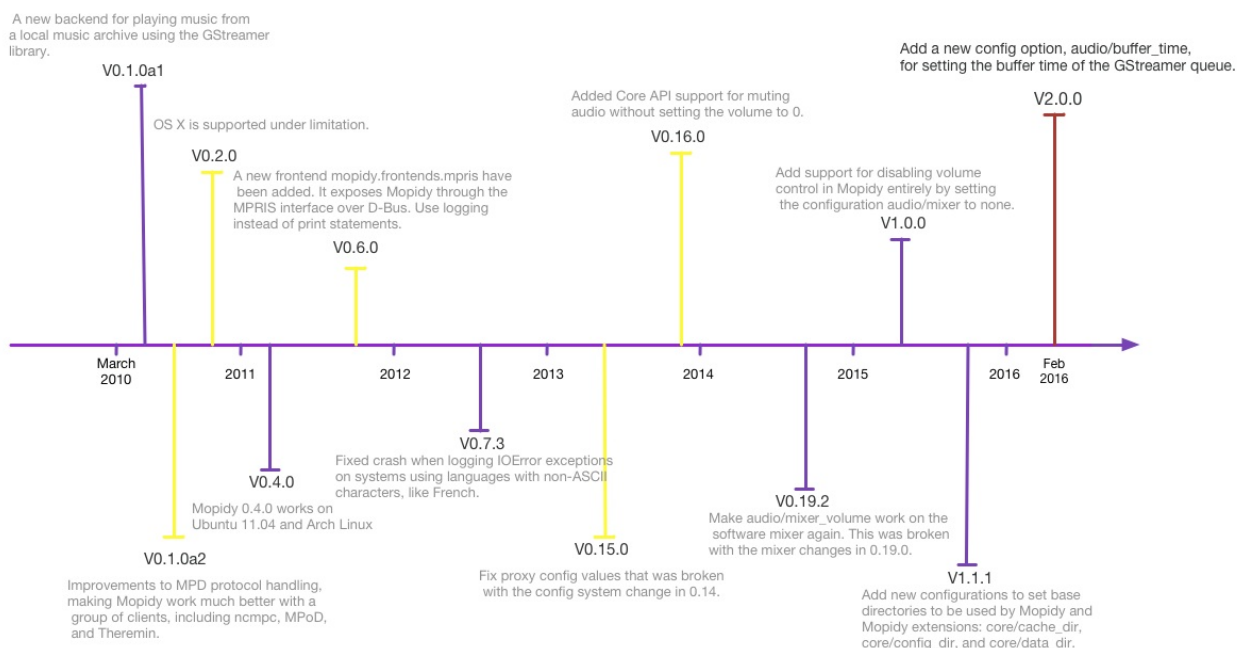 A new backend for playing music from
a local music archive using the GStreamer
library.
V0.1.0a1
OS X is supported under limitation.
V0.2.0
A new frontend mopidy.frontends.mpris have
been added. It exposes Mopidy through the
MPRIS interface over D-Bus. Use logging
instead of print statements.
V0.6.0
Added Core API support for muting
audio without setting the volume to 0.
V0.16.0
Add support for disabling volume
control in Mopidy entirely by setting
the configuration audio/mixer to none.
V1.0.0
Add a new config option, audio/buffer_time,
for setting the buffer time of the GStreamer queue.
V2.0.0
March
2010
2011
2012
2013
2014
2015
2016
Feb
2016
V0.1.0a2
Improvements to MPD protocol handling,
making Mopidy work much better with a
group of clients, including ncmpc, MPoD,
and Theremin.
V0.4.0
Mopidy 0.4.0 works on
Ubuntu 11.04 and Arch Linux
V0.7.3
Fixed crash when logging IOError exceptions
on systems using languages with non-ASCII
characters, like French.
V0.15.0
Fix proxy config values that was broken
with the config system change in 0.14.
V0.19.2
Make audio/mixer_volume work on the
software mixer again. This was broken
with the mixer changes in 0.19.0.
V1.1.1
Add new configurations to set base
directories to be used by Mopidy and
Mopidy extensions: core/cache_dir,
core/config_dir, and core/data_dir.